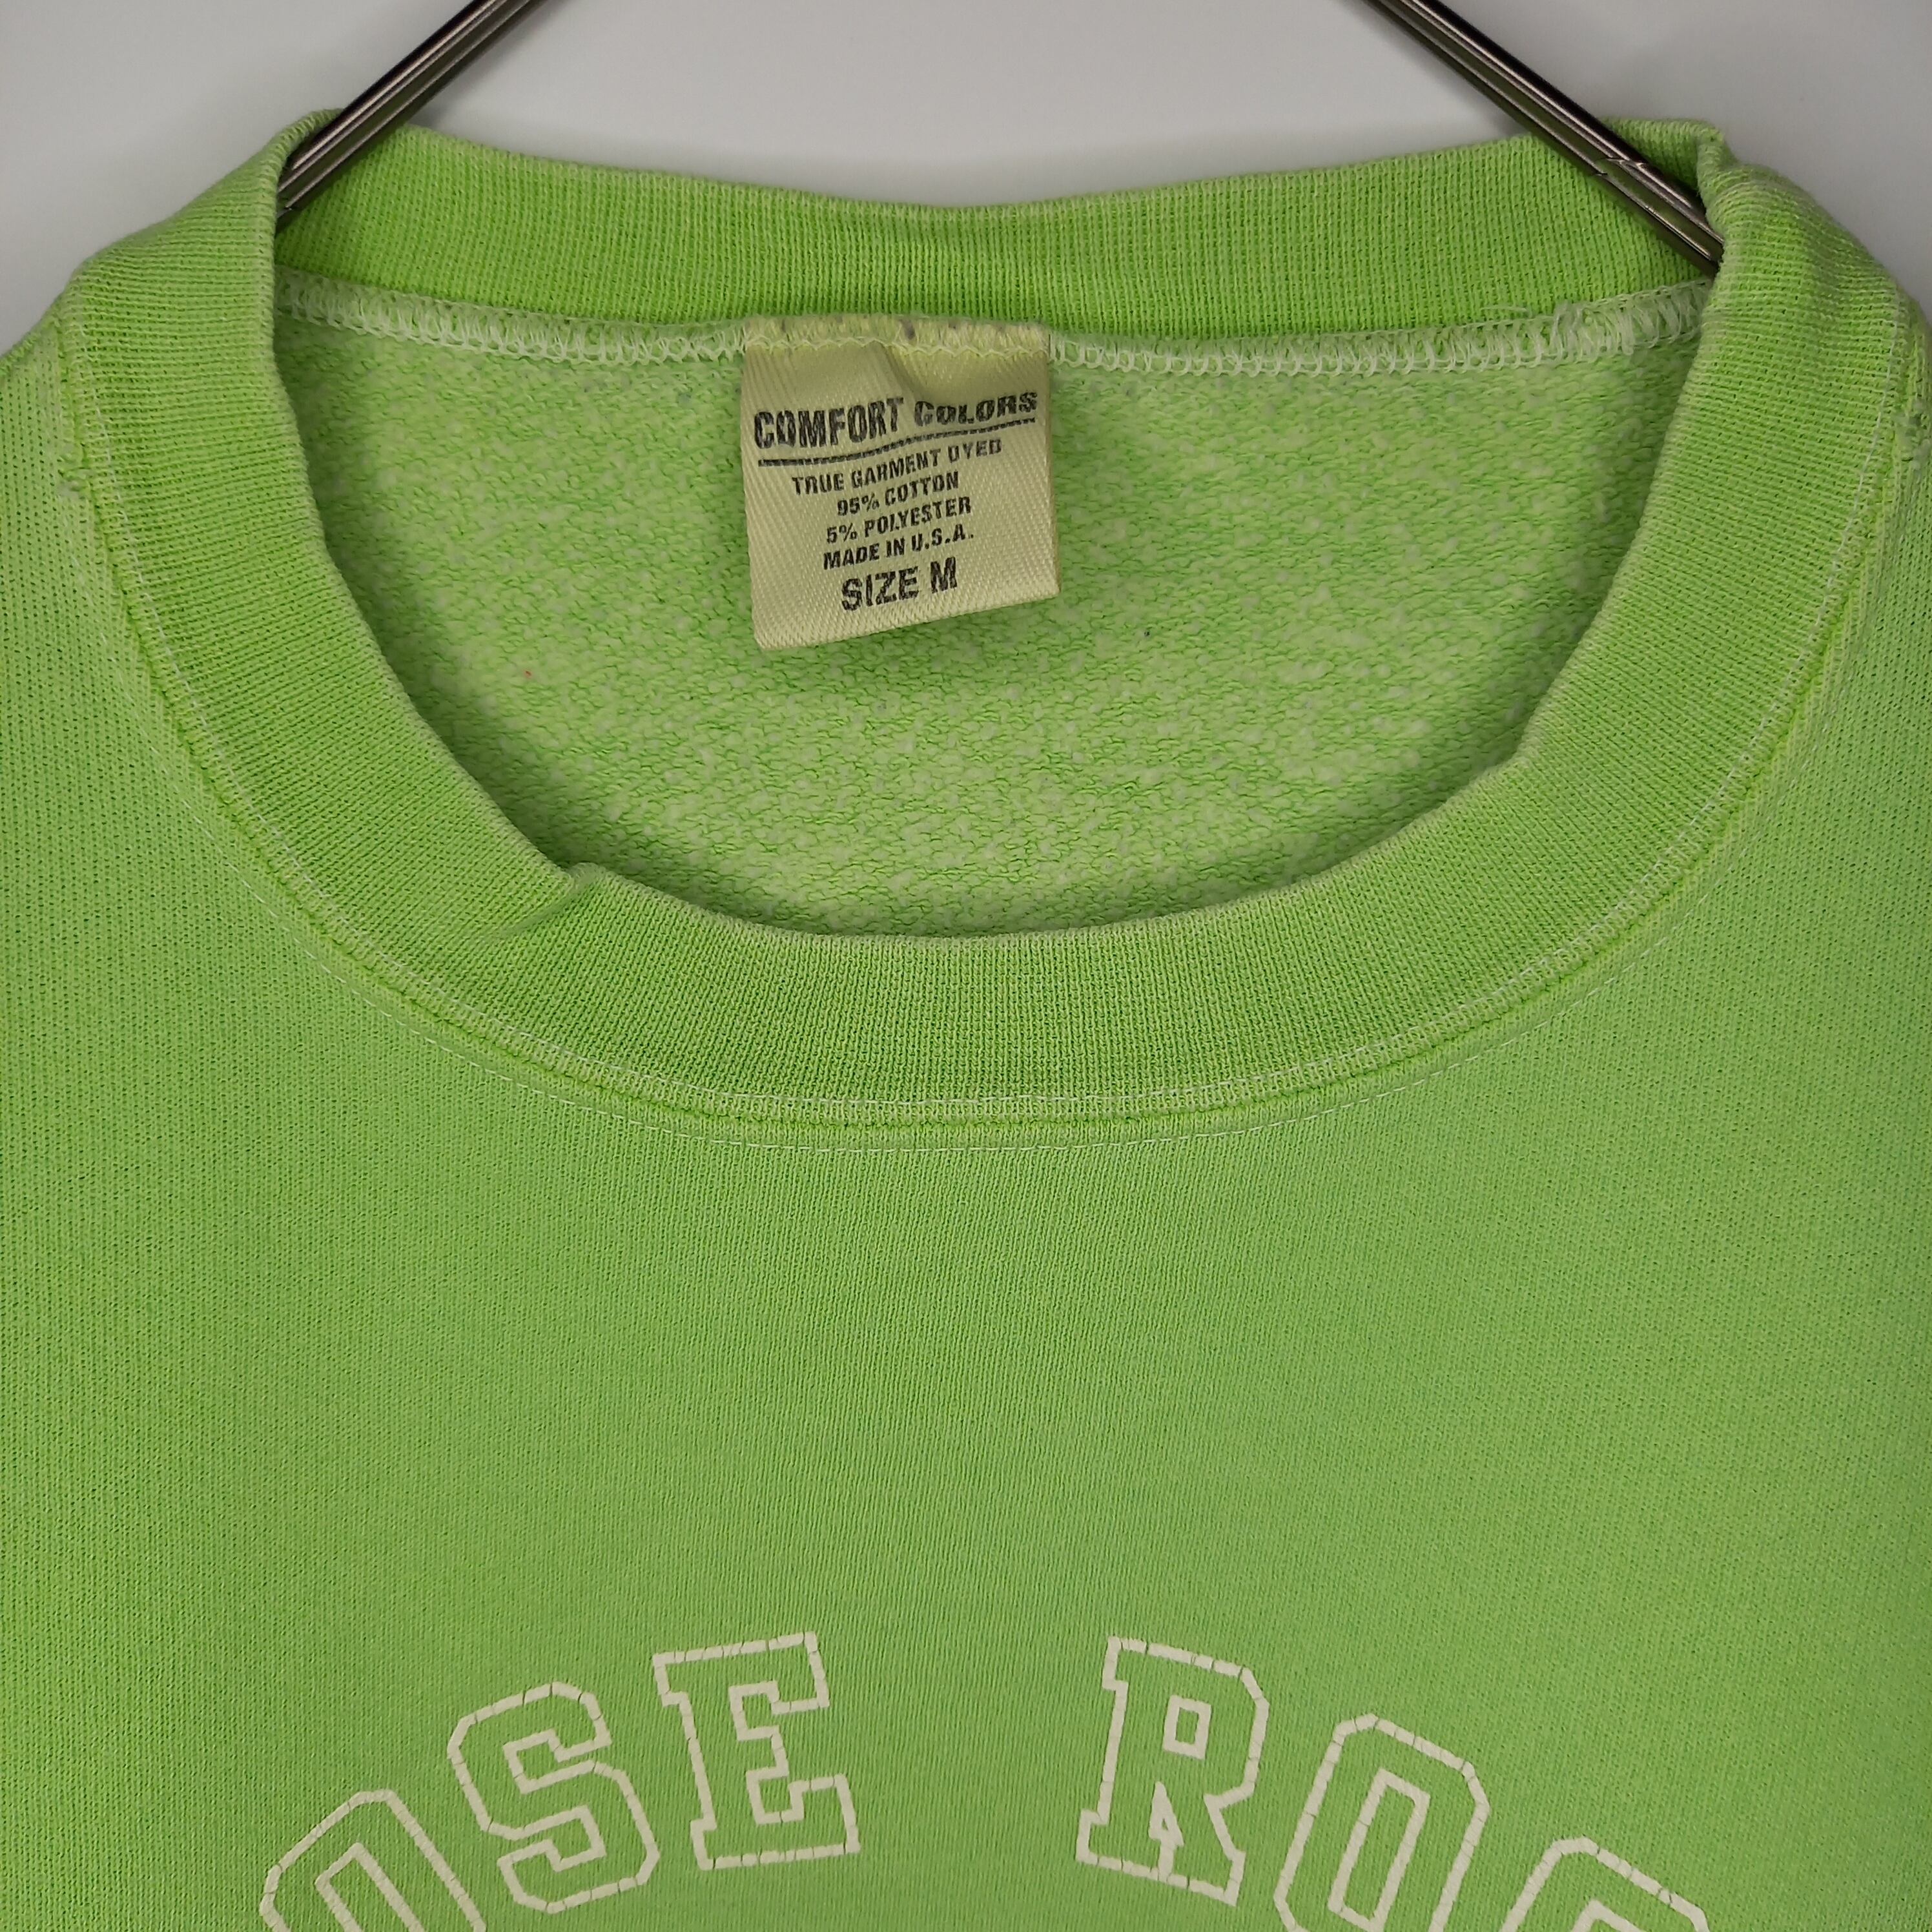 COMFORT COLORS
TRUE GARMENT DYED
95% COTTON
5% POLYESTER
MADE IN U.S.A.
SIZE M
OSE ROC